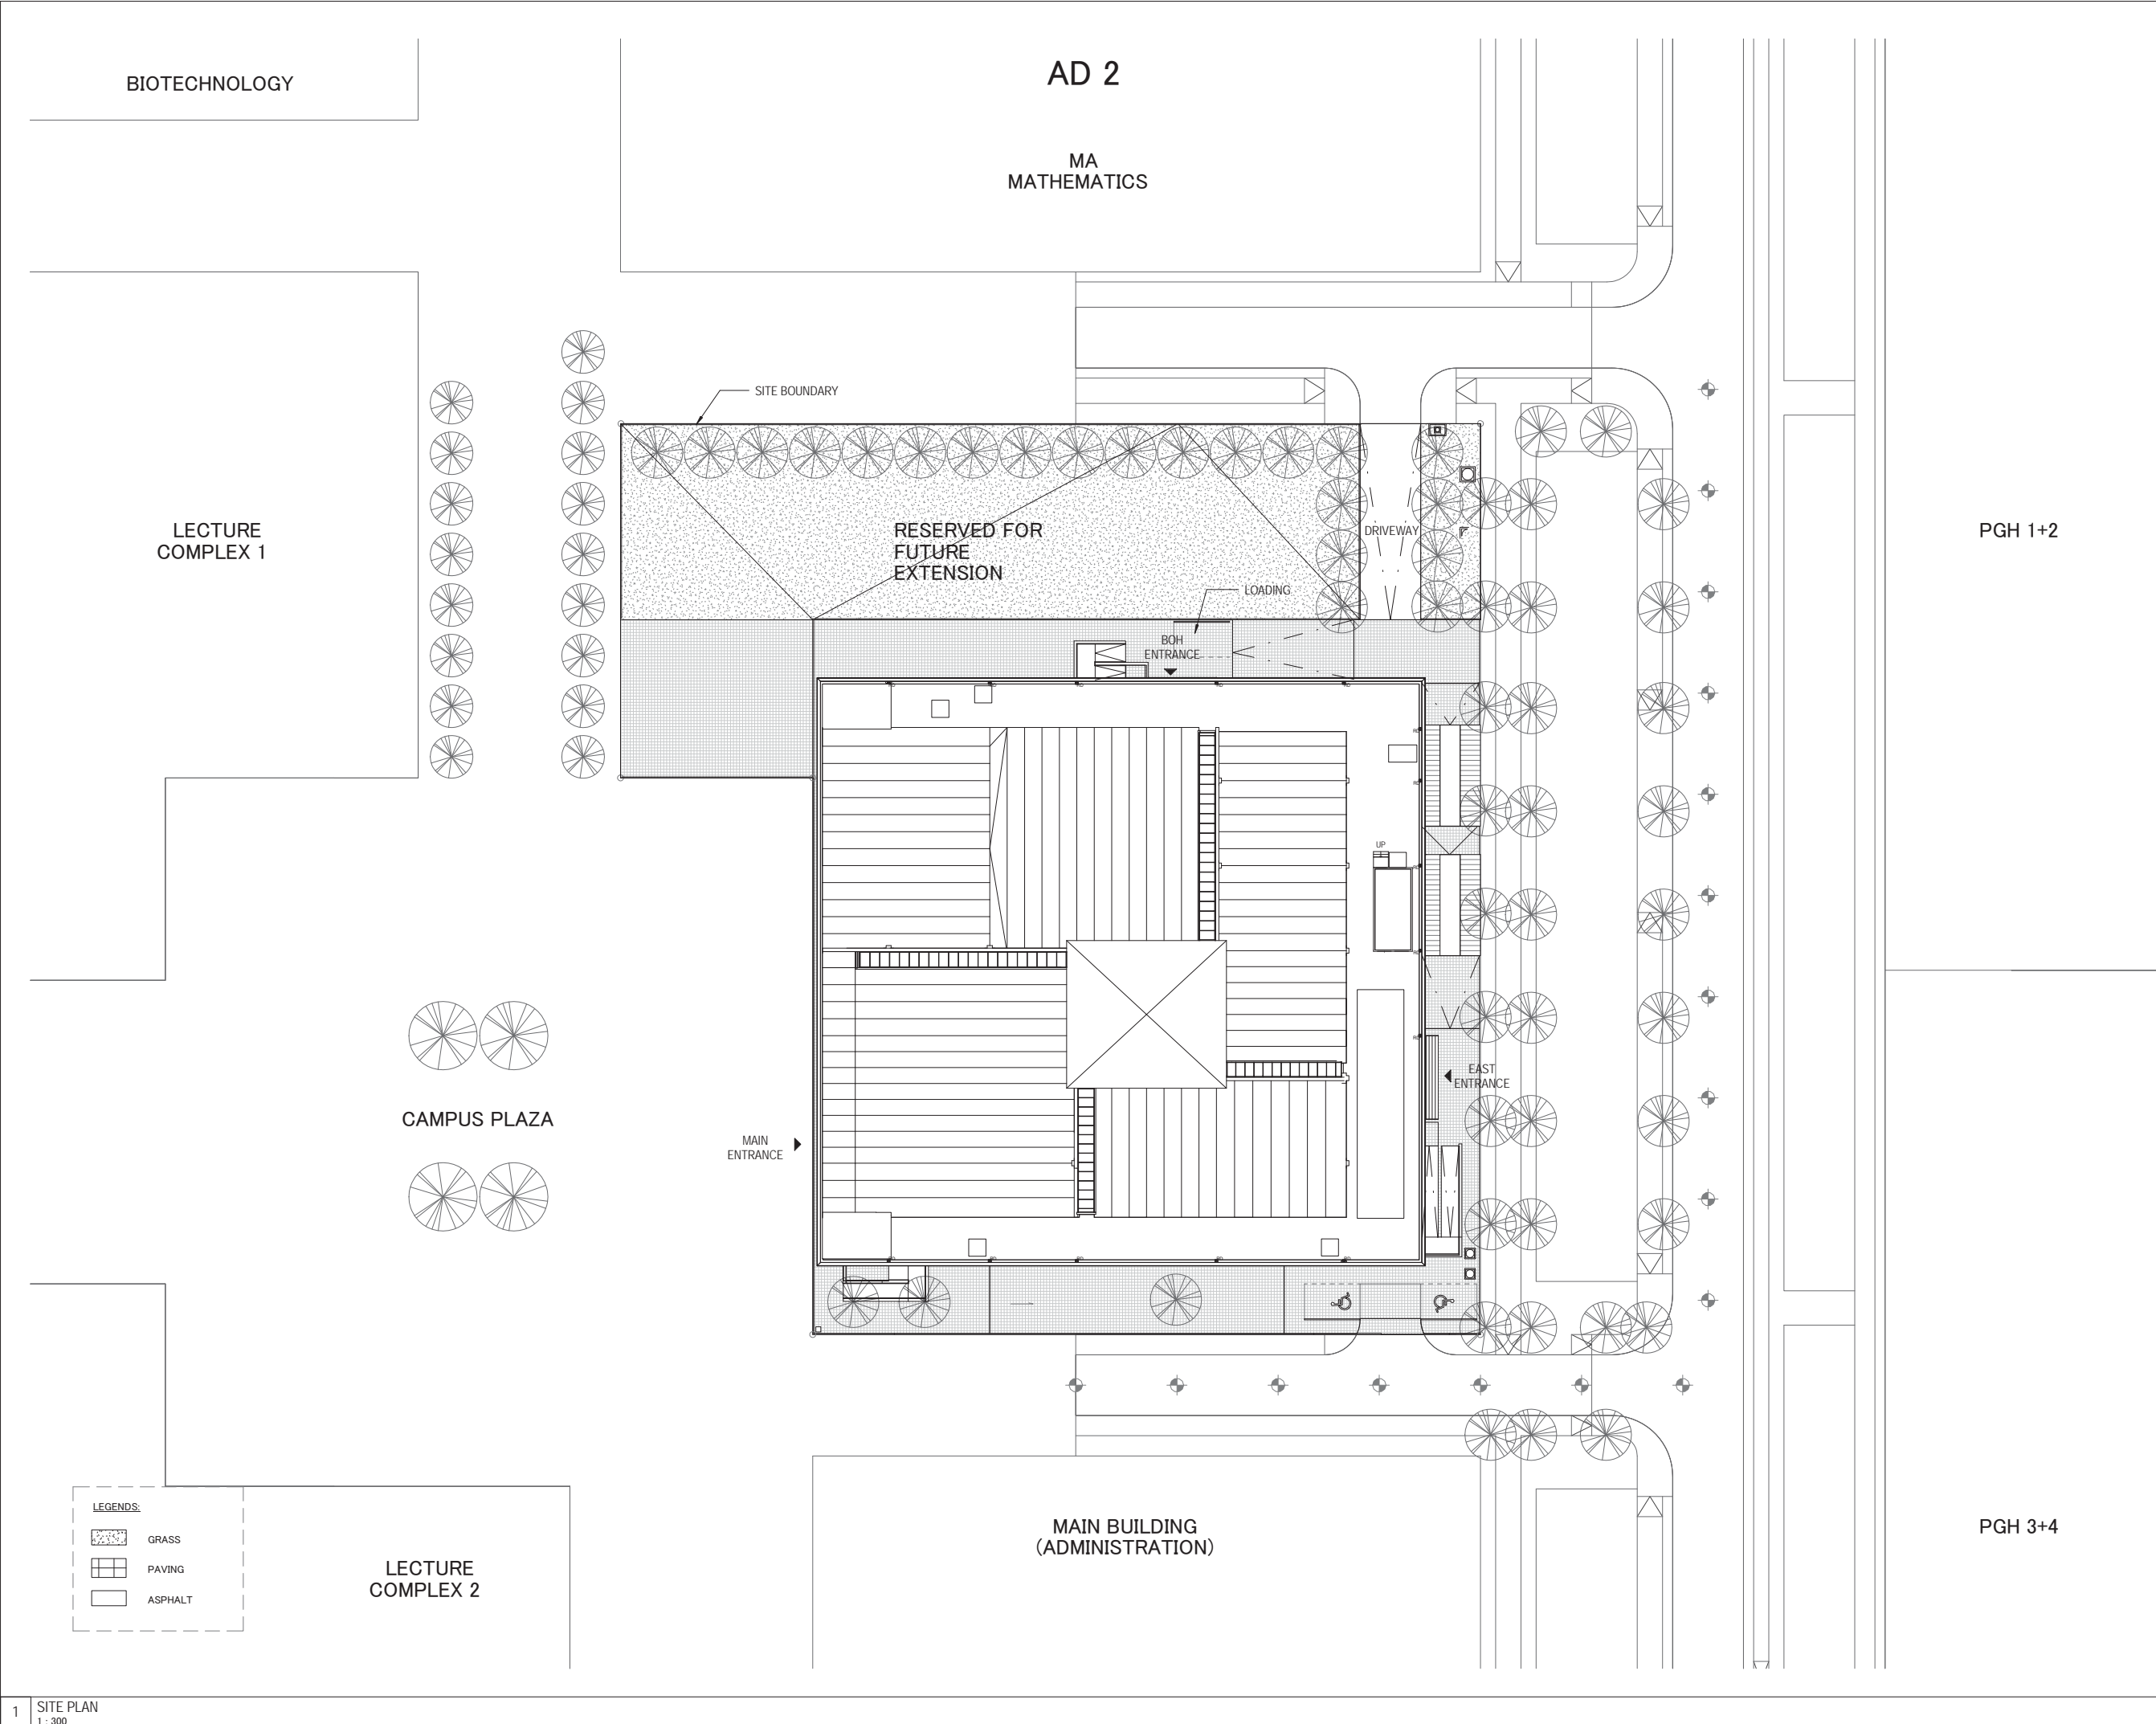 BIOTECHNOLOGY
AD 2
MA
MATHEMATICS
SITE BOUNDARY
LECTURE
COMPLEX 1
RESERVED FOR
FUTURE
EXTENSION
DRIVEWAY
PGH 1+2
LOADING
BOH
ENTRANCE
UP
EAST
ENTRANCE
CAMPUS PLAZA
MAIN
ENTRANCE
LEGENDS:
GRASS
PAVING
ASPHALT
LECTURE
COMPLEX 2
MAIN BUILDING
(ADMINISTRATION)
PGH 3+4
1
SITE PLAN
1 : 300